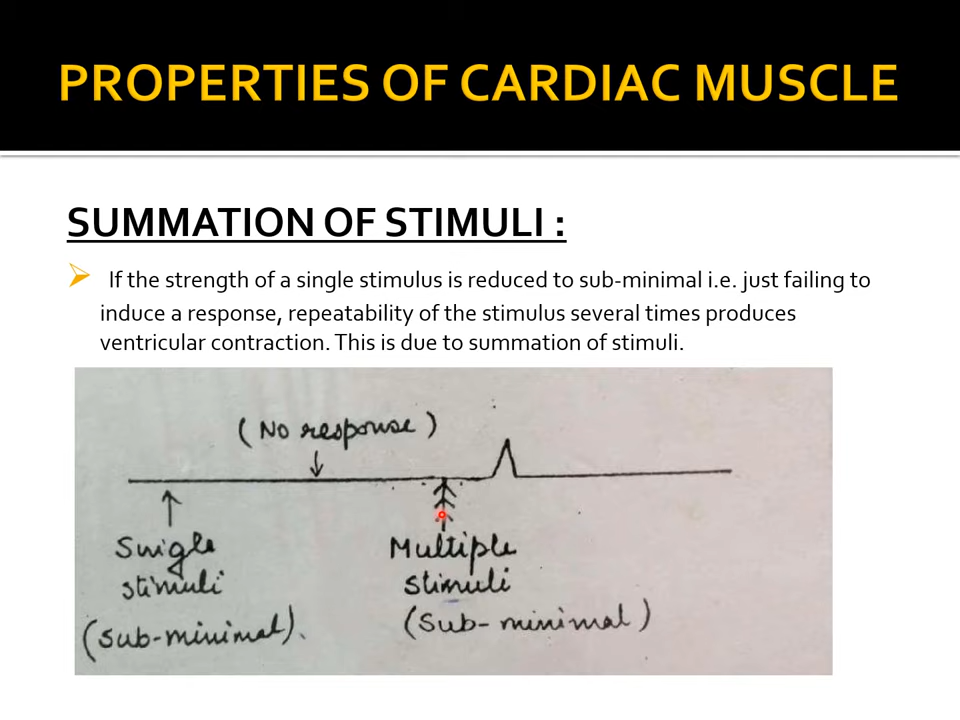 PROPERTIES OF CARDIAC MUSCLE
SUMMATION OF STIMULI :
If the strength of a single stimulus is reduced to sub-minimal i.e. just failing to
induce a response, repeatability of the stimulus several times produces
ventricular contraction. This is due to summation of stimuli.
(No response)
Single
stimuli
(sub-minimal).
Multiple
stimuli
(Sub-minimal)